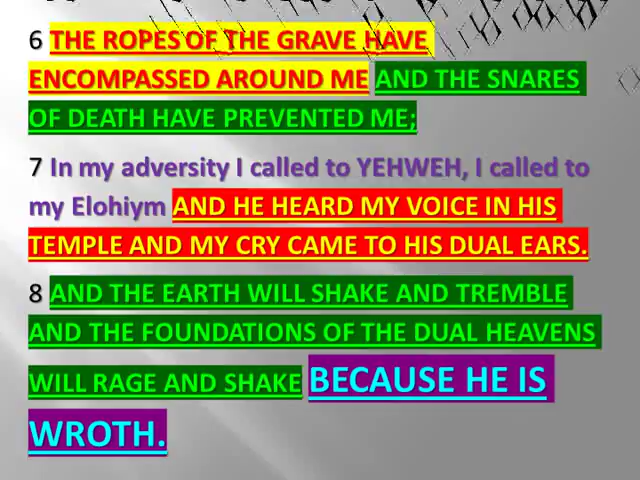 6 THE ROPES OF THE GRAVE HAVE
ENCOMPASSED AROUND ME AND THE SNARES
OF DEATH HAVE PREVENTED ME;
7 In my adversity I called to YEHWEH, I called to
my Elohiym AND HE HEARD MY VOICE IN HIS
TEMPLE AND MY CRY CAME TO HIS DUAL EARS.
8 AND THE EARTH WILL SHAKE AND TREMBLE
AND THE FOUNDATIONS OF THE DUAL HEAVENS
WILL RAGE AND SHAKE BECAUSE HE IS
WROTH.